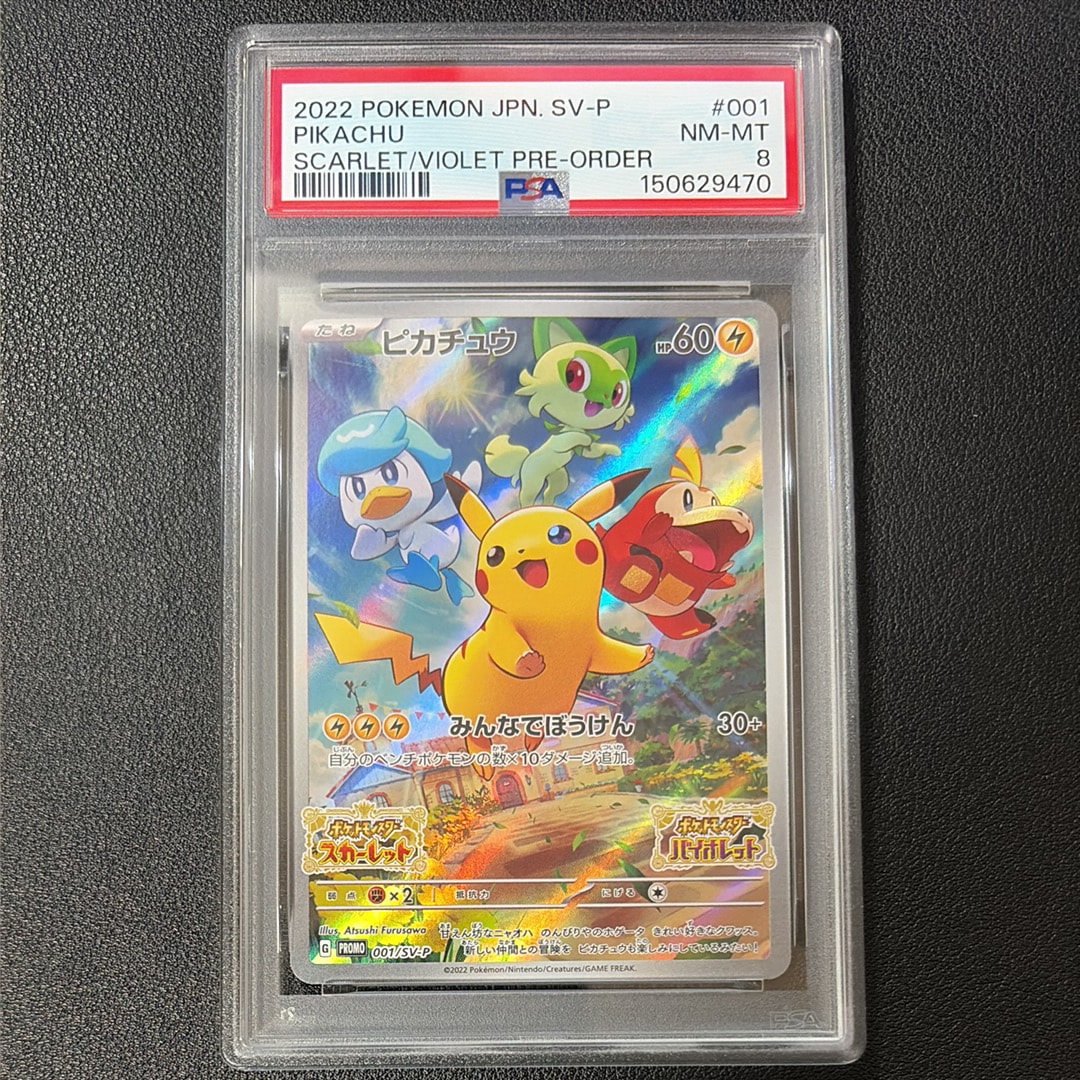 2022 POKEMON JPN. SV-P #001
PIKACHU NM-MT
SCARLET/VIOLET PRE-ORDER 8
PSA 150629470
たね ピカチュウ HP60
みんなでぼうけん 30+
自分のベンチポケモンの数×10ダメージ追加。
ポケットモンスター スカーレット
ポケットモンスター バイオレット
弱点 ×2 抵抗力 にげる
Illus. Atsushi Furusawa
甘えん坊なニャオハ のんびりやのホゲータ きれい好きなクワッス。
新しい仲間との冒険を ピカチュウも楽しみにしているみたい!
G PROMO 001/SV-P
©2022 Pokémon/Nintendo/Creatures/GAME FREAK.
PSA